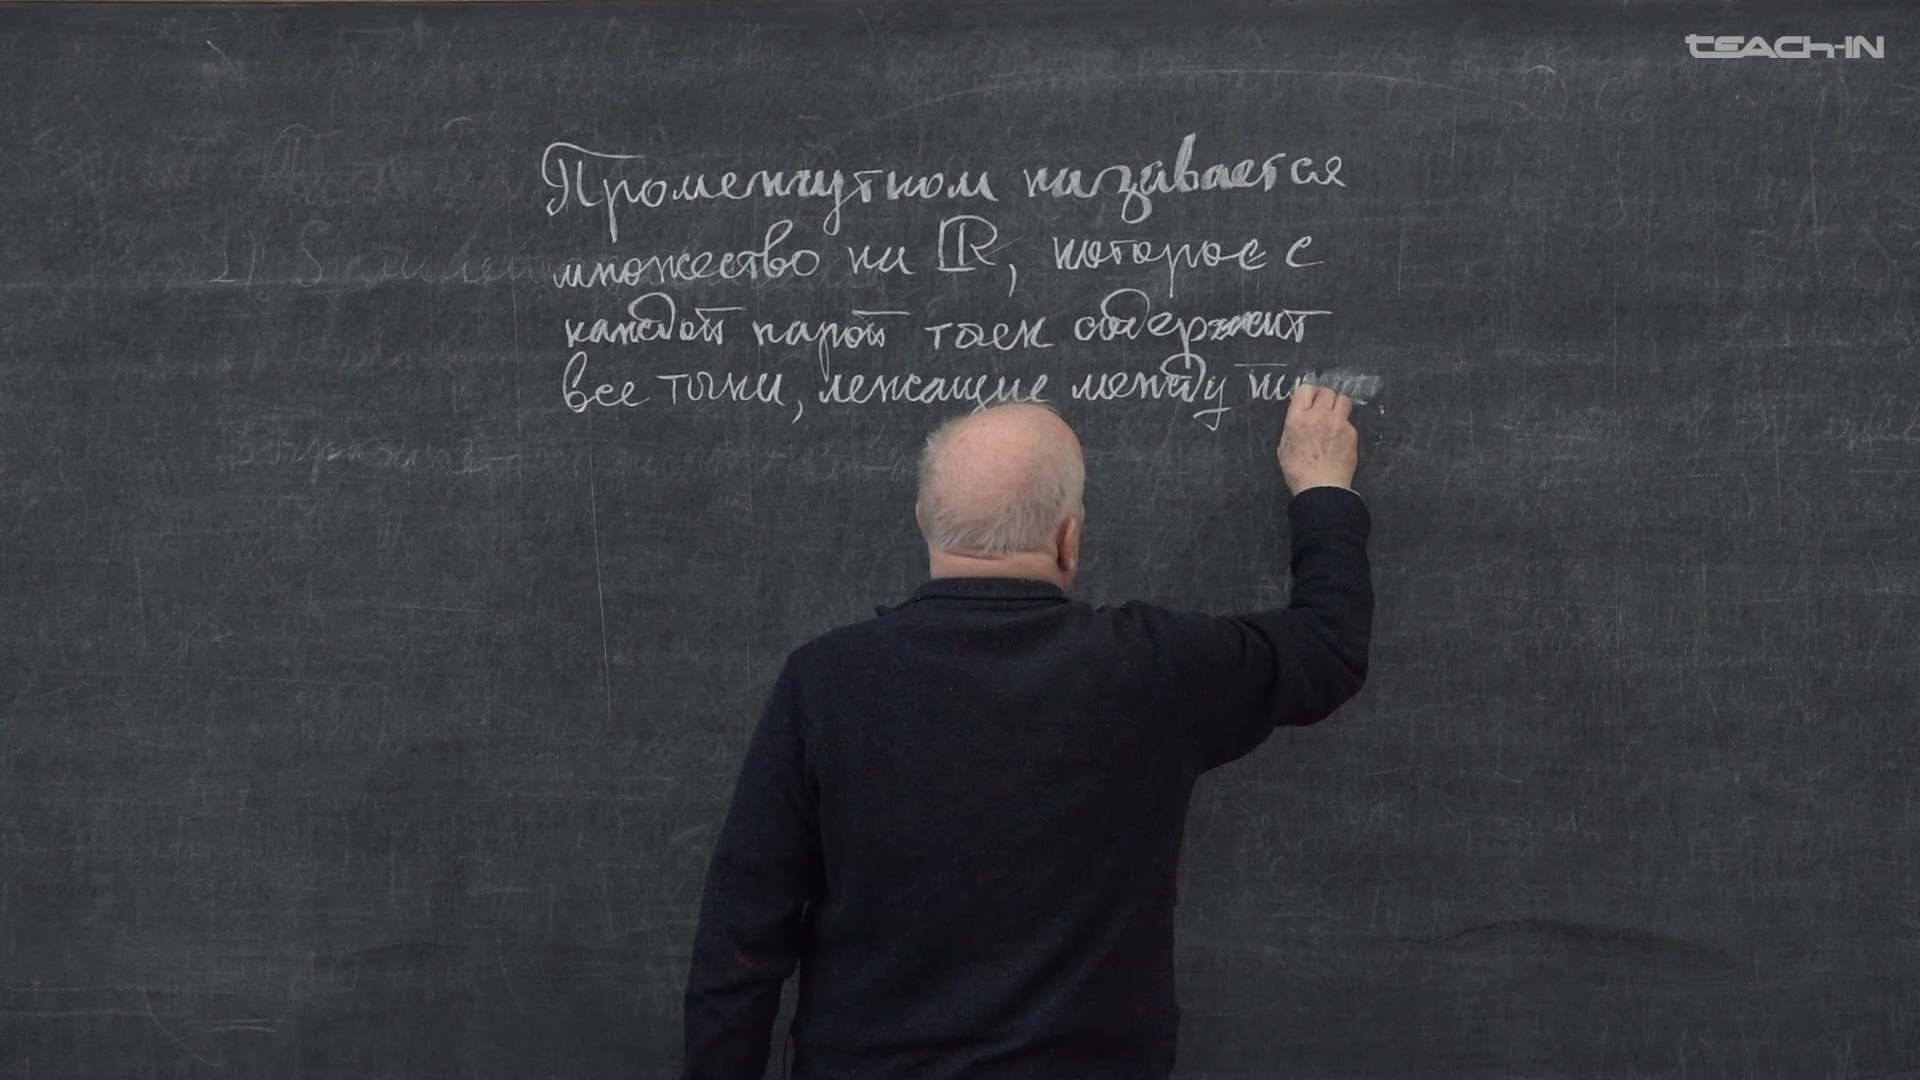 TEACH-IN
Промежутком называется
множество на ℝ, которое с
каждой парой точек содержит
все точки, лежащие между